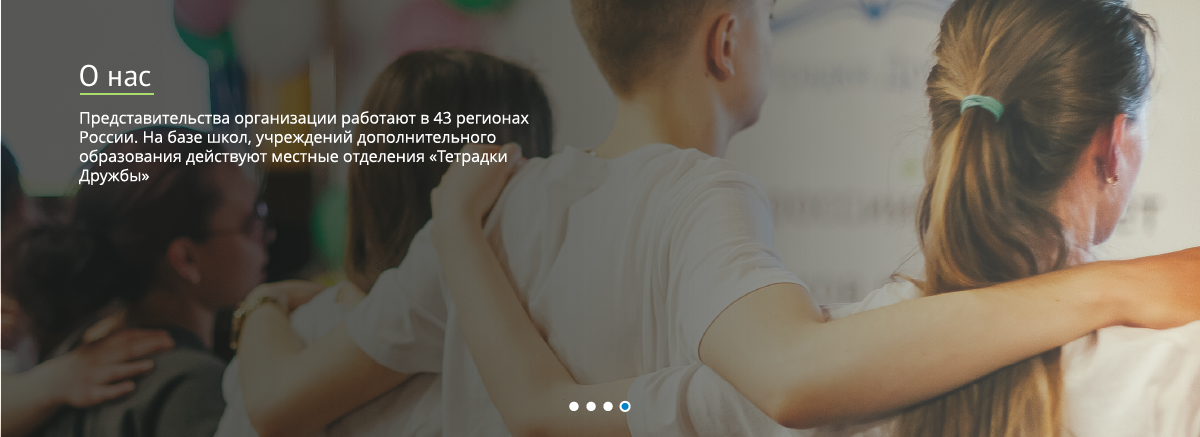 О нас
Представительства организации работают в 43 регионах
России. На базе школ, учреждений дополнительного
образования действуют местные отделения «Тетрадки
Дружбы»